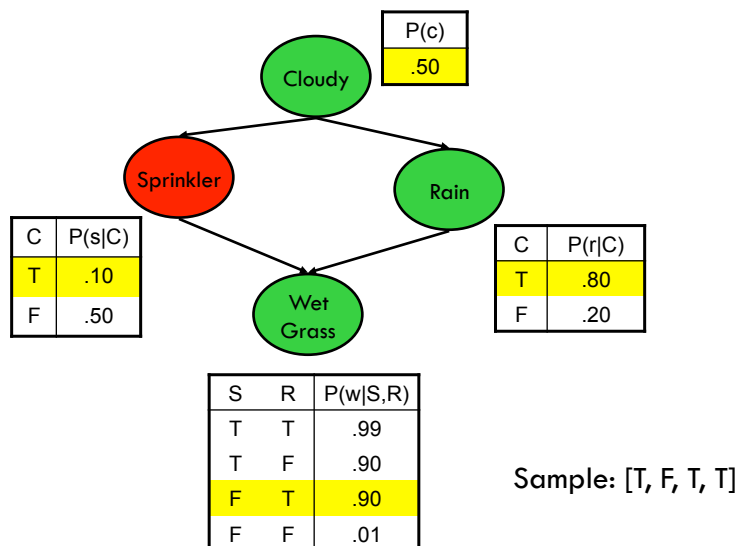 P(c)
.50
Cloudy
Sprinkler
Rain
C P(s|C)
T .10
F .50
C P(r|C)
T .80
F .20
Wet
Grass
S R P(w|S,R)
T T .99
T F .90
F T .90
F F .01
Sample: [T, F, T, T]